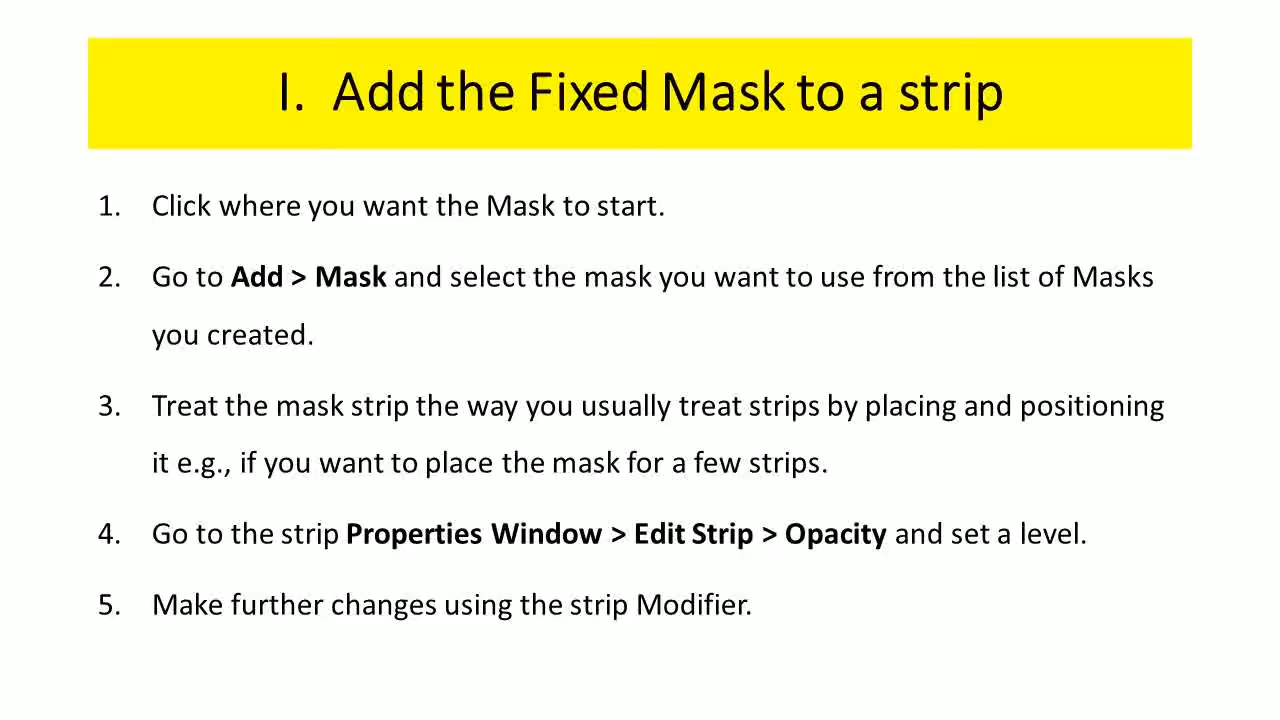 I. Add the Fixed Mask to a strip
1. Click where you want the Mask to start.
2. Go to Add > Mask and select the mask you want to use from the list of Masks
you created.
3. Treat the mask strip the way you usually treat strips by placing and positioning
it e.g., if you want to place the mask for a few strips.
4. Go to the strip Properties Window > Edit Strip > Opacity and set a level.
5. Make further changes using the strip Modifier.